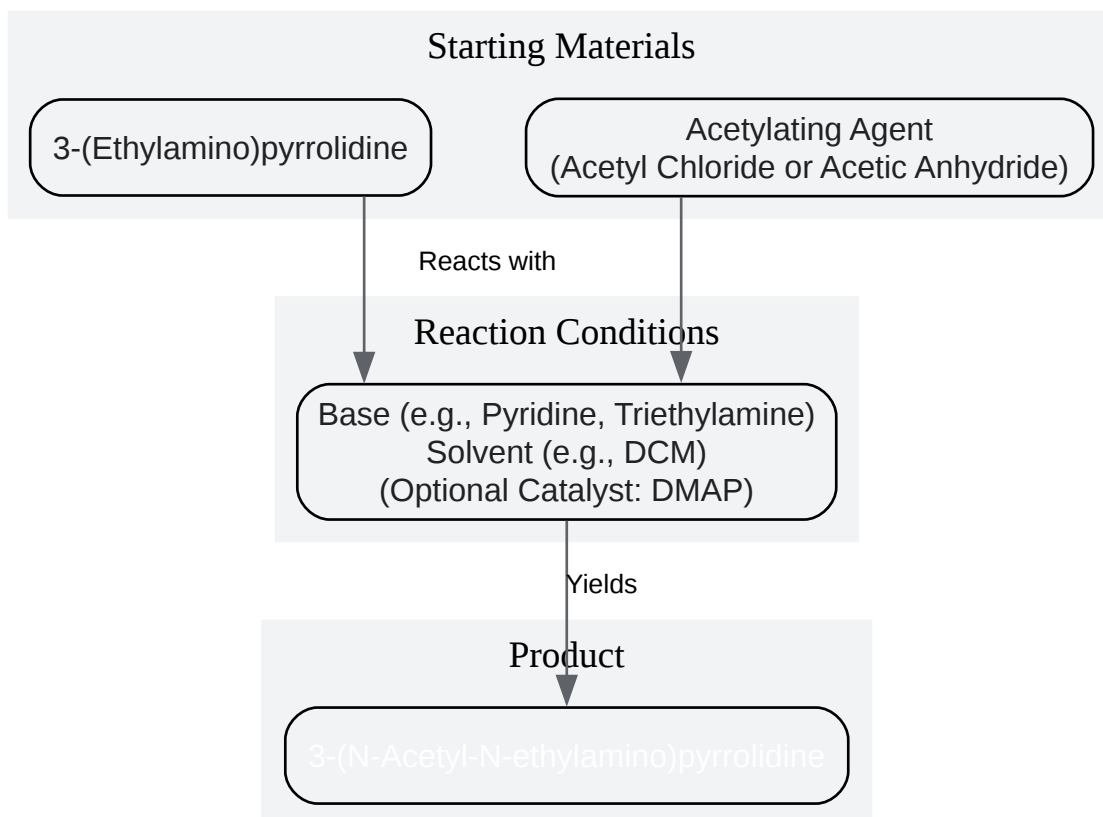 Starting Materials
3-(Ethylamino)pyrrolidine
Acetylating Agent
(Acetyl Chloride or Acetic Anhydride)
Reacts with
Reaction Conditions
Base (e.g., Pyridine, Triethylamine)
Solvent (e.g., DCM)
(Optional Catalyst: DMAP)
Yields
Product
3-(N-Acetyl-N-ethylamino)pyrrolidine